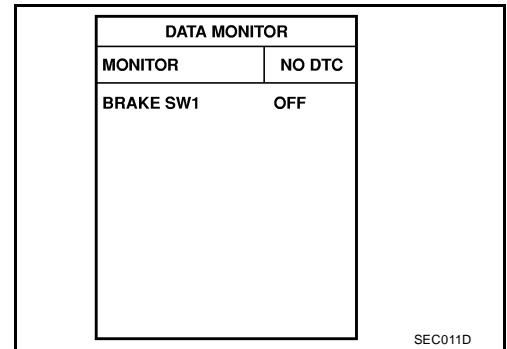 DATA MONITOR
MONITOR NO DTC
BRAKE SW1 OFF
SEC011D